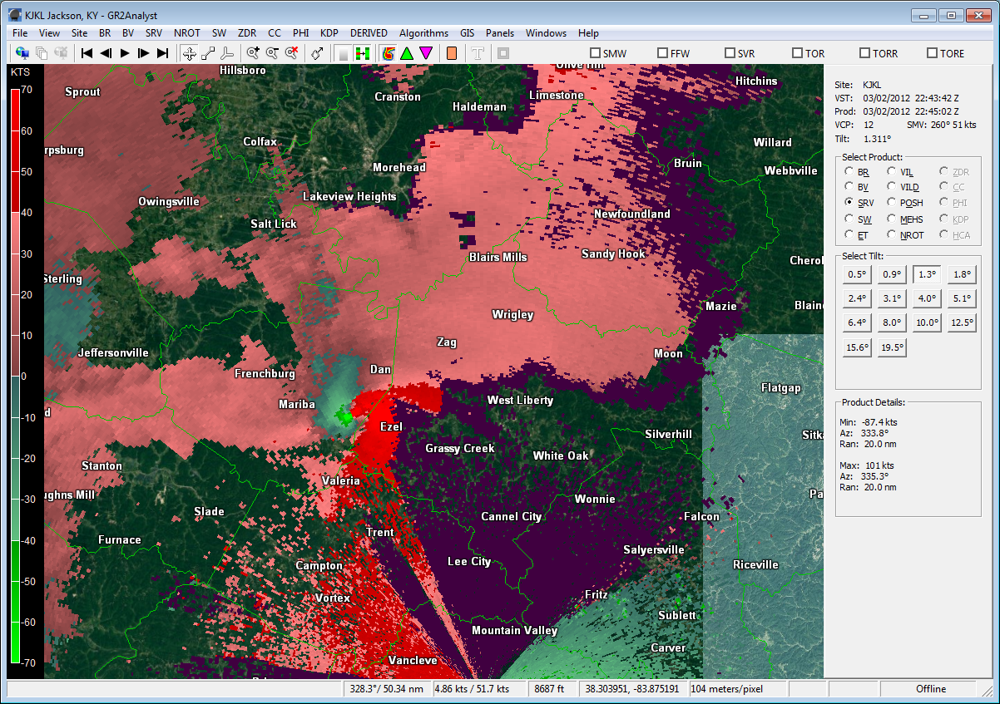 KJKL Jackson, KY - GR2Analyst
File View Site BR BV SRV NROT SW ZDR CC PHI KDP DERIVED Algorithms GIS Panels Windows Help
SMW FFW SVR TOR TORR TORE
KTS
70
60
50
40
30
20
10
0
-10
-20
-30
-40
-50
-60
-70
Olive Hill
Hillsboro
Hitchins
Sprout
Cranston
Limestone
Haldeman
Colfax
Willard
rpsburg
Bruin
Morehead
Webbville
Lakeview Heights
Owingsville
Newfoundland
Salt Lick
Sandy Hook
Blairs Mills
Cherol
Sterling
Mazie
Blaine
Wrigley
Zag
Jeffersonville
Moon
Dan
Frenchburg
Flatgap
Mariba
West Liberty
d
Ezel
Silverhill
Sitka
Grassy Creek
White Oak
Stanton
Valeria
ughns Mill
Pa
Wonnie
Slade
Cannel City
Falcon
Trent
Furnace
Salyersville
Lee City
Campton
Riceville
Fritz
Vortex
Sublett
Mountain Valley
Carver
Vancleve
Site: KJKL
VST: 03/02/2012 22:43:42 Z
Prod: 03/02/2012 22:45:02 Z
VCP: 12 SMV: 260° 51 kts
Tilt: 1.311°
Select Product:
BR VIL ZDR
BV VILD CC
SRV POSH PHI
SW MEHS KDP
ET NROT HCA
Select Tilt:
0.5° 0.9° 1.3° 1.8°
2.4° 3.1° 4.0° 5.1°
6.4° 8.0° 10.0° 12.5°
15.6° 19.5°
Product Details:
Min: -87.4 kts
Az: 333.8°
Ran: 20.0 nm
Max: 101 kts
Az: 335.3°
Ran: 20.0 nm
328.3°/ 50.34 nm 4.86 kts / 51.7 kts 8687 ft 38.303951, -83.875191 104 meters/pixel Offline